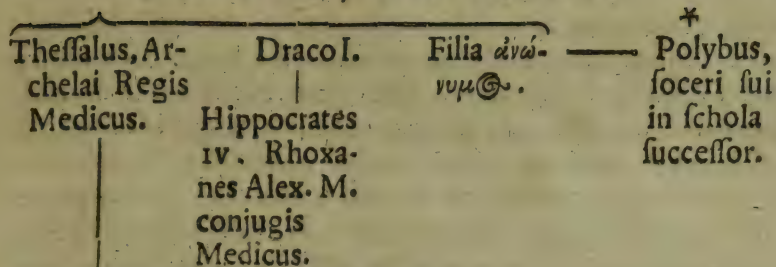 *
Thessalus, Ar-
chelai Regis
Medicus.
Draco I.
Hippocrates
IV. Rhoxa-
nes Alex. M.
conjugis
Medicus.
Filia ἀνώ-
νυμος.
Polybus,
soceri sui
in schola
successor.